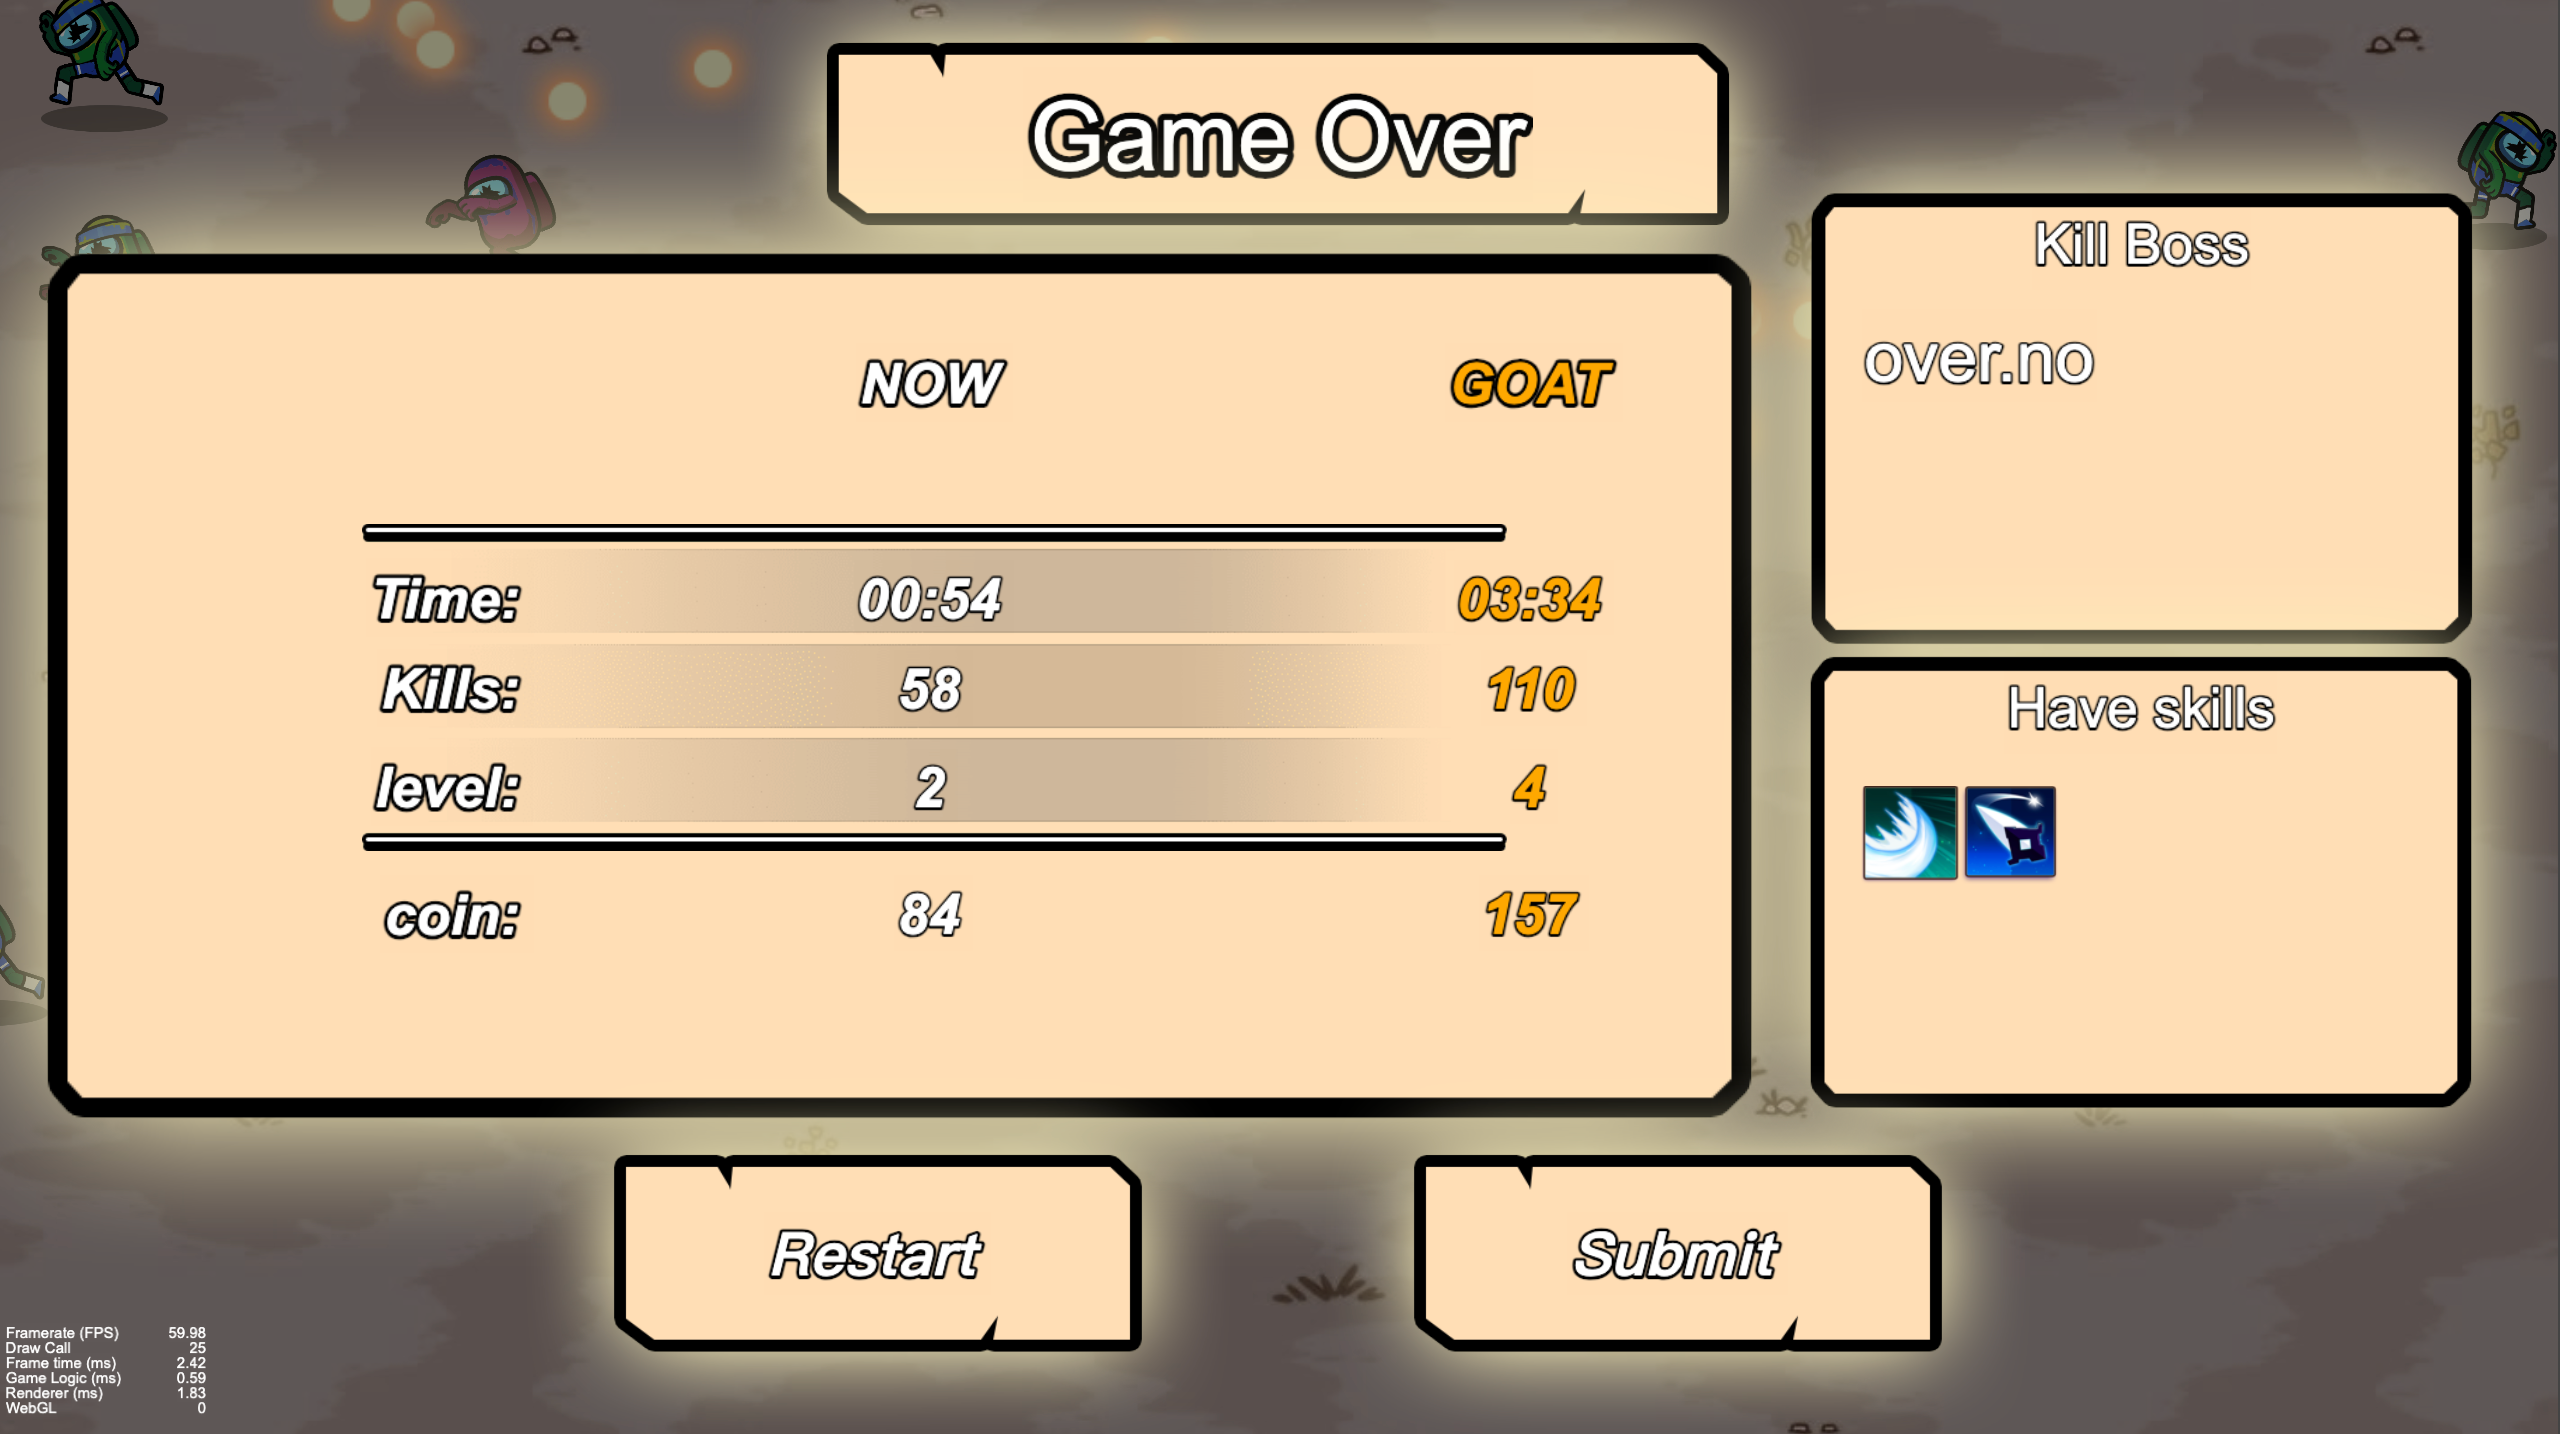 Game Over
NOW GOAT
Time: 00:54 03:34
Kills: 58 110
level: 2 4
coin: 84 157
Kill Boss
over.no
Have skills
Restart
Submit
Framerate (FPS) 59.98
Draw Call 25
Frame time (ms) 2.42
Game Logic (ms) 0.59
Renderer (ms) 1.83
WebGL 0